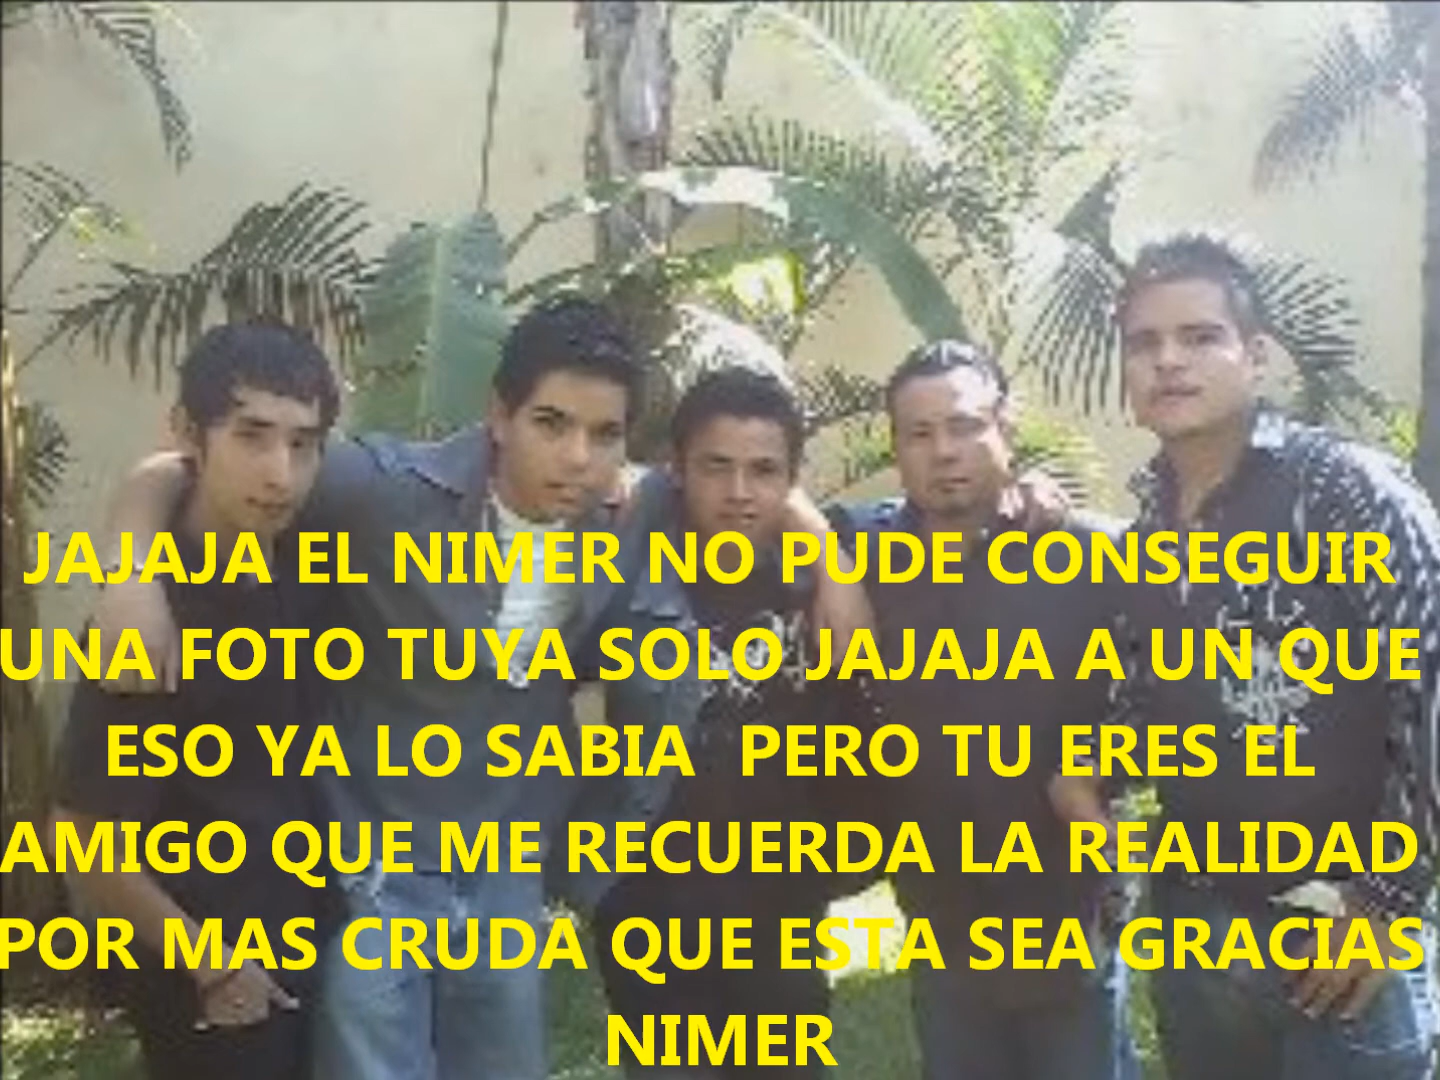 JAJAJA EL NIMER NO PUDE CONSEGUIR
UNA FOTO TUYA SOLO JAJAJA A UN QUE
ESO YA LO SABIA PERO TU ERES EL
AMIGO QUE ME RECUERDA LA REALIDAD
POR MAS CRUDA QUE ESTA SEA GRACIAS
NIMER